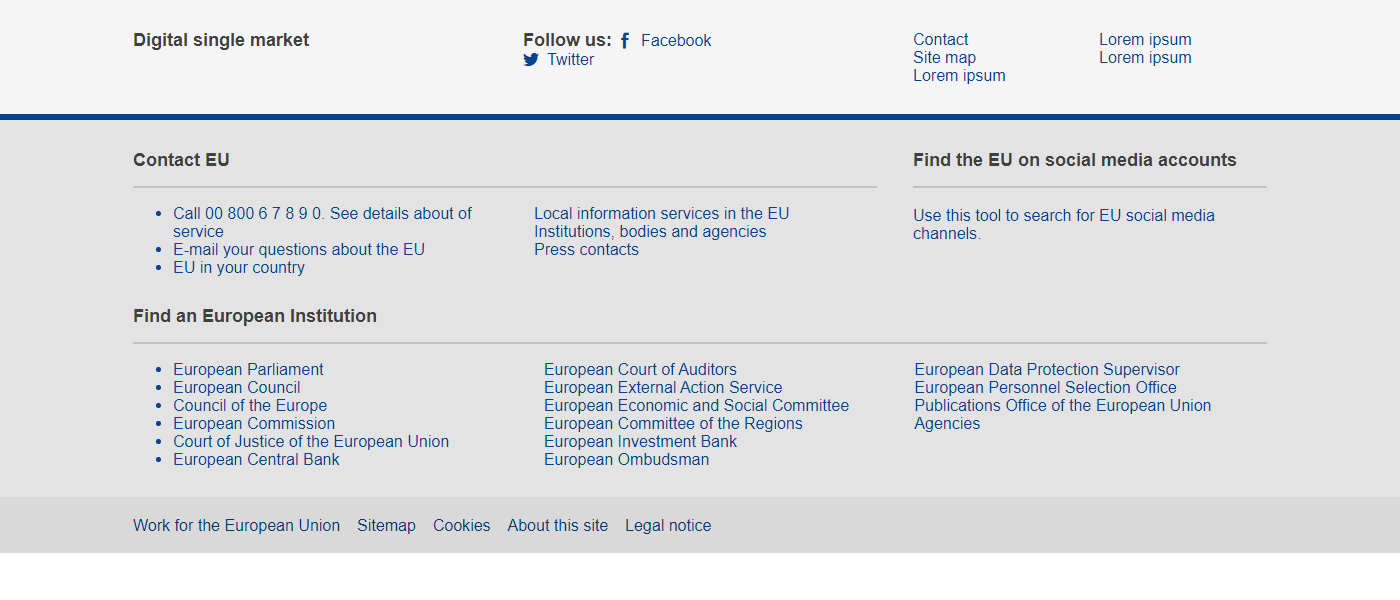 Digital single market
Follow us: Facebook
Twitter
Contact
Site map
Lorem ipsum
Lorem ipsum
Lorem ipsum
Contact EU
Call 00 800 6 7 8 9 0. See details about of
service
E-mail your questions about the EU
EU in your country
Local information services in the EU
Institutions, bodies and agencies
Press contacts
Find the EU on social media accounts
Use this tool to search for EU social media
channels.
Find an European Institution
European Parliament
European Council
Council of the Europe
European Commission
Court of Justice of the European Union
European Central Bank
European Court of Auditors
European External Action Service
European Economic and Social Committee
European Committee of the Regions
European Investment Bank
European Ombudsman
European Data Protection Supervisor
European Personnel Selection Office
Publications Office of the European Union
Agencies
Work for the European Union Sitemap Cookies About this site Legal notice